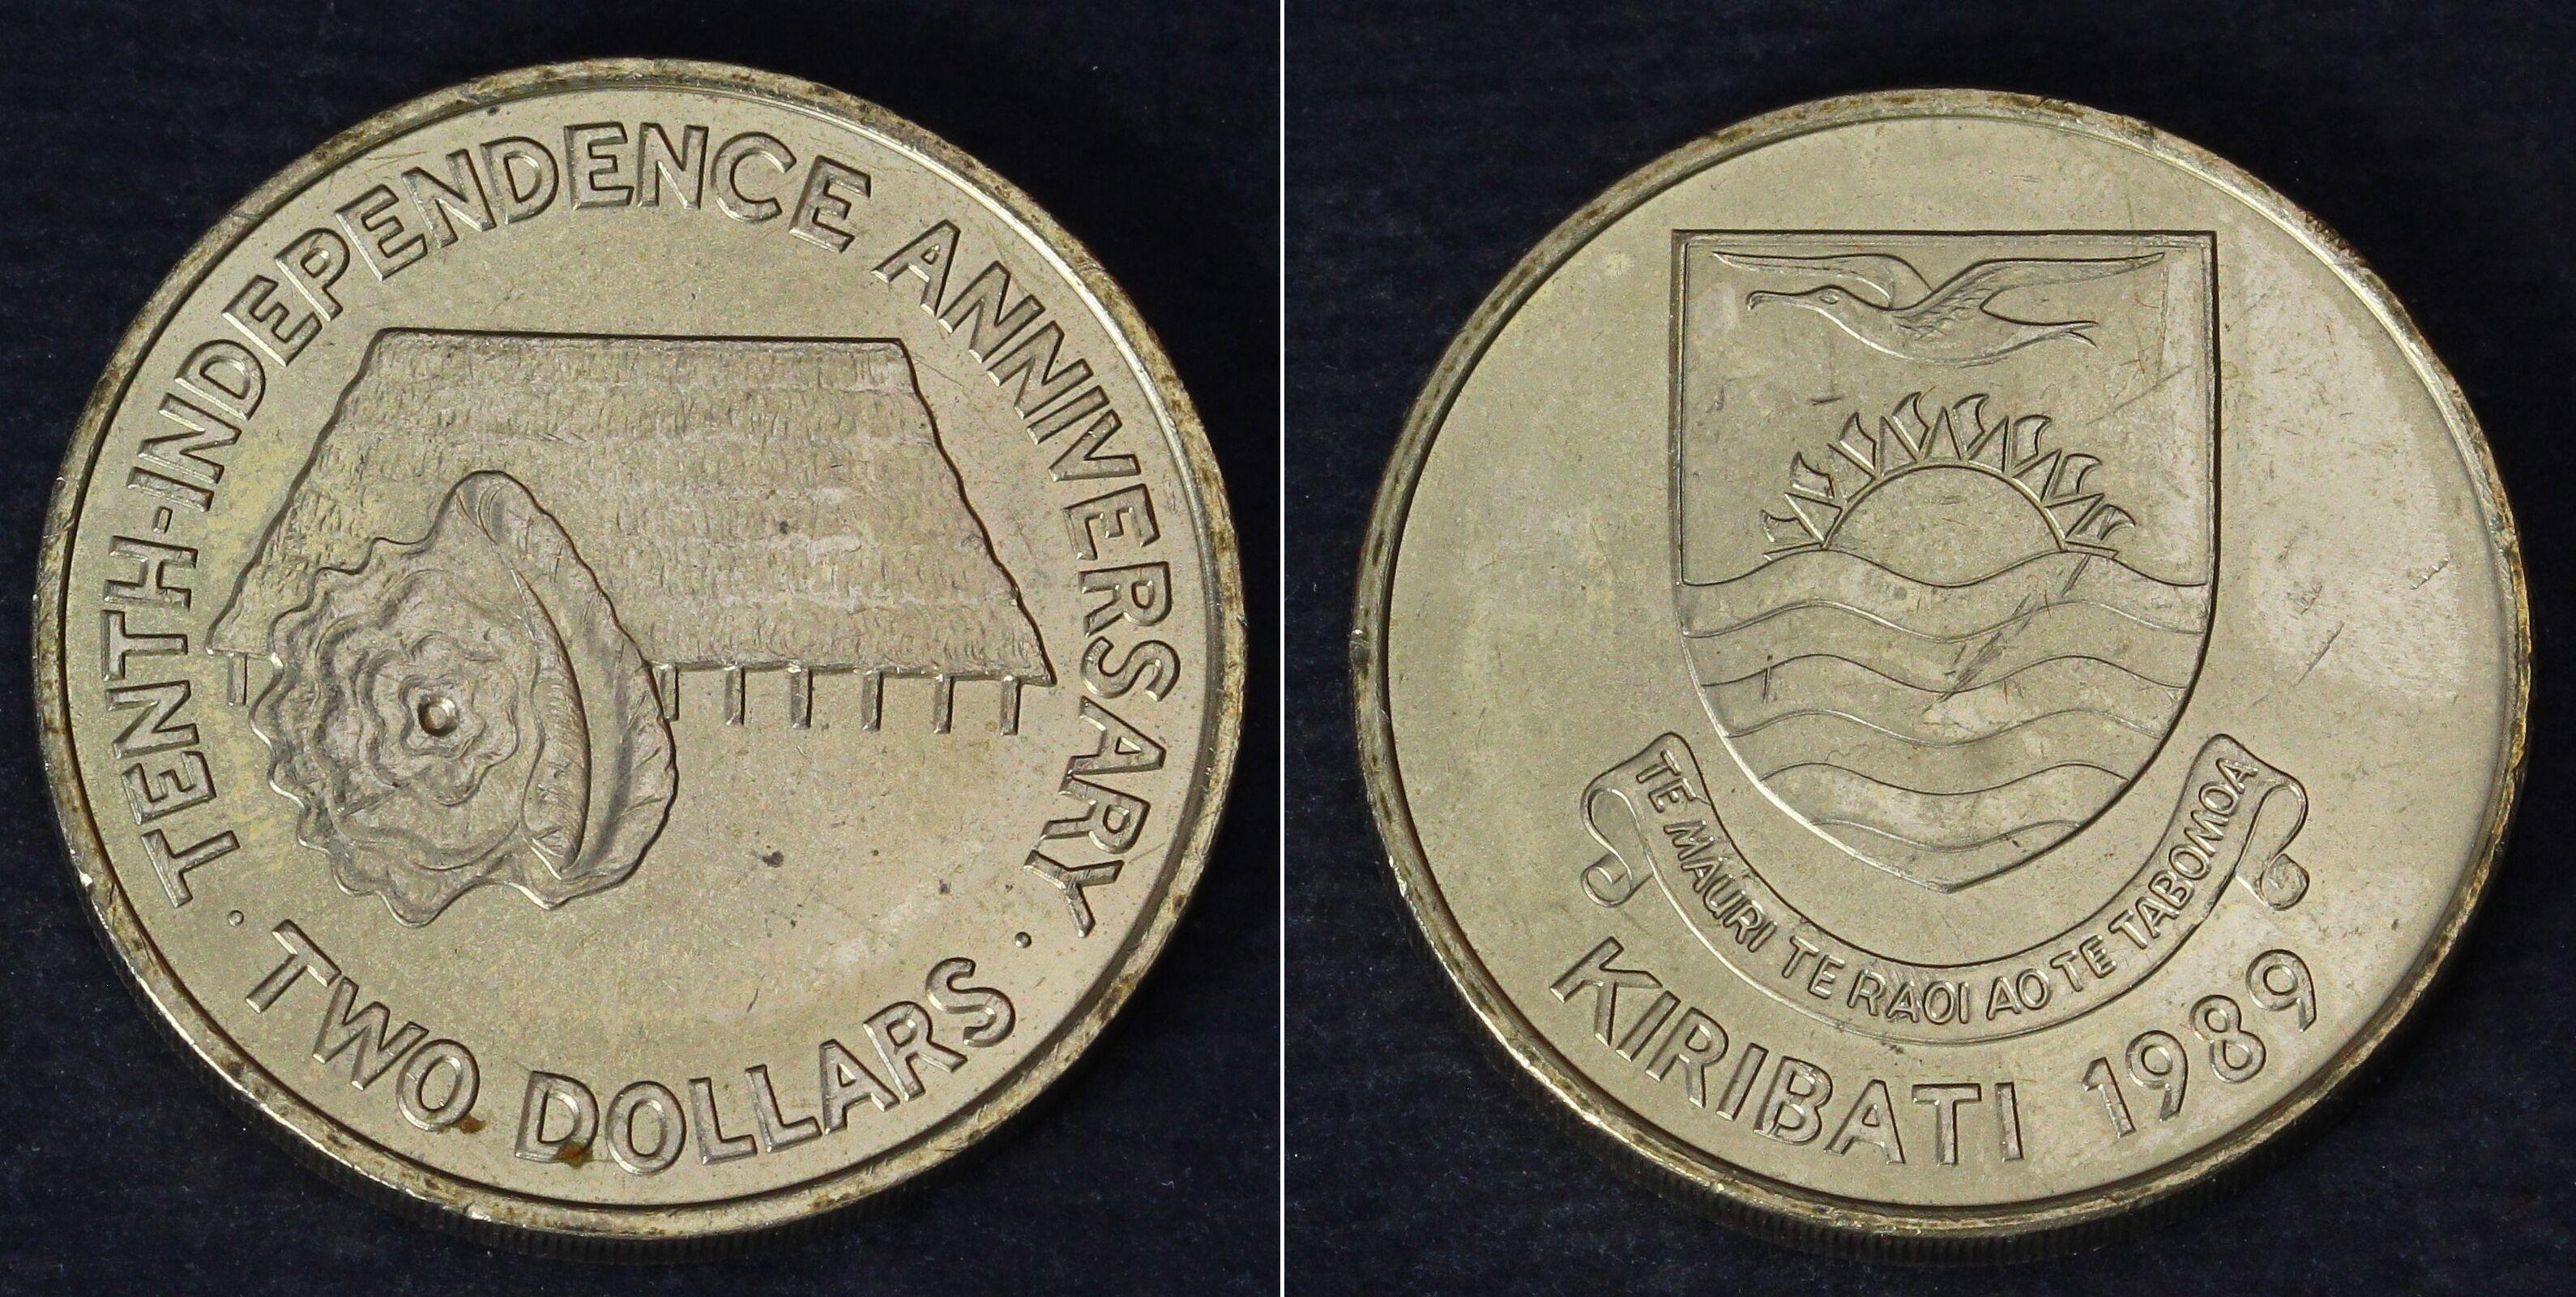 TENTH-INDEPENDENCE ANNIVERSARY
· TWO DOLLARS ·
TE MAURI TE RAOI AO TE TABOMOA
KIRIBATI 1989